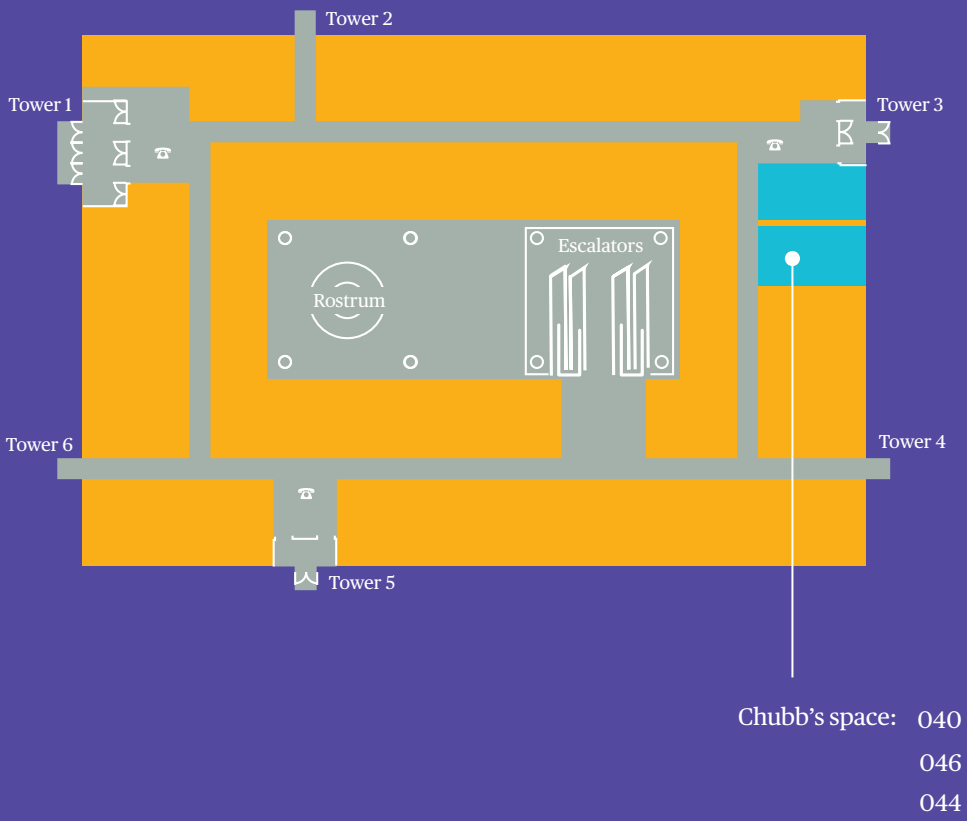 Tower 2
Tower 1
Tower 3
Escalators
Rostrum
Tower 6
Tower 4
Tower 5
Chubb’s space: 040
046
044